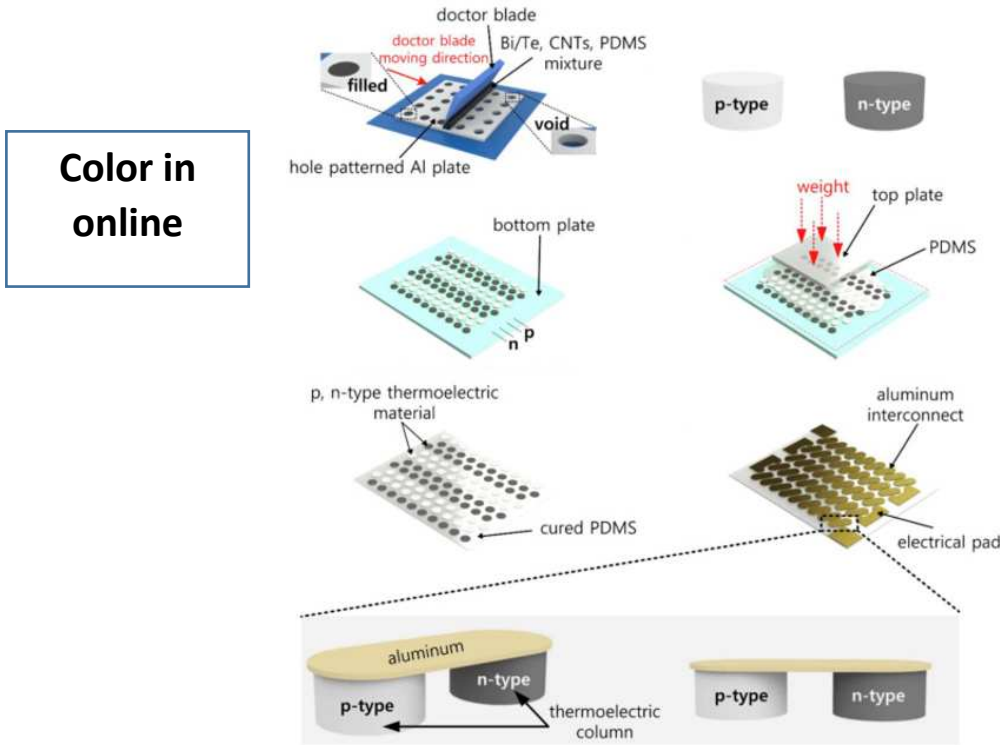 Color in
online
doctor blade
doctor blade
moving direction
Bi/Te, CNTs, PDMS
mixture
filled
void
hole patterned Al plate
p-type
n-type
bottom plate
p
n
weight
top plate
PDMS
p, n-type thermoelectric
material
cured PDMS
aluminum
interconnect
electrical pad
aluminum
p-type
n-type
thermoelectric
column
p-type
n-type